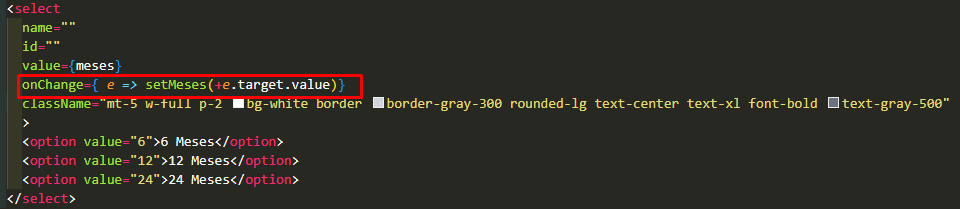 <select
name=""
id=""
value={meses}
onChange={ e => setMeses(+e.target.value)}
className="mt-5 w-full p-2 bg-white border border-gray-300 rounded-lg text-center text-xl font-bold text-gray-500"
>
<option value="6">6 Meses</option>
<option value="12">12 Meses</option>
<option value="24">24 Meses</option>
</select>